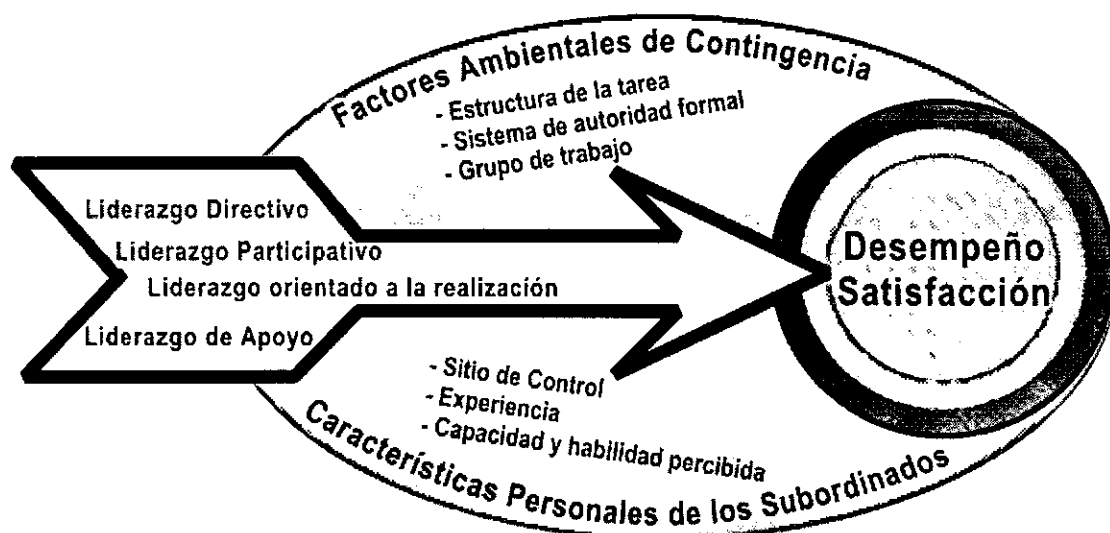 Factores Ambientales de Contingencia
- Estructura de la tarea
- Sistema de autoridad formal
- Grupo de trabajo
Liderazgo Directivo
Liderazgo Participativo
Liderazgo orientado a la realización
Liderazgo de Apoyo
Desempeño
Satisfacción
- Sitio de Control
- Experiencia
- Capacidad y habilidad percibida
Características Personales de los Subordinados